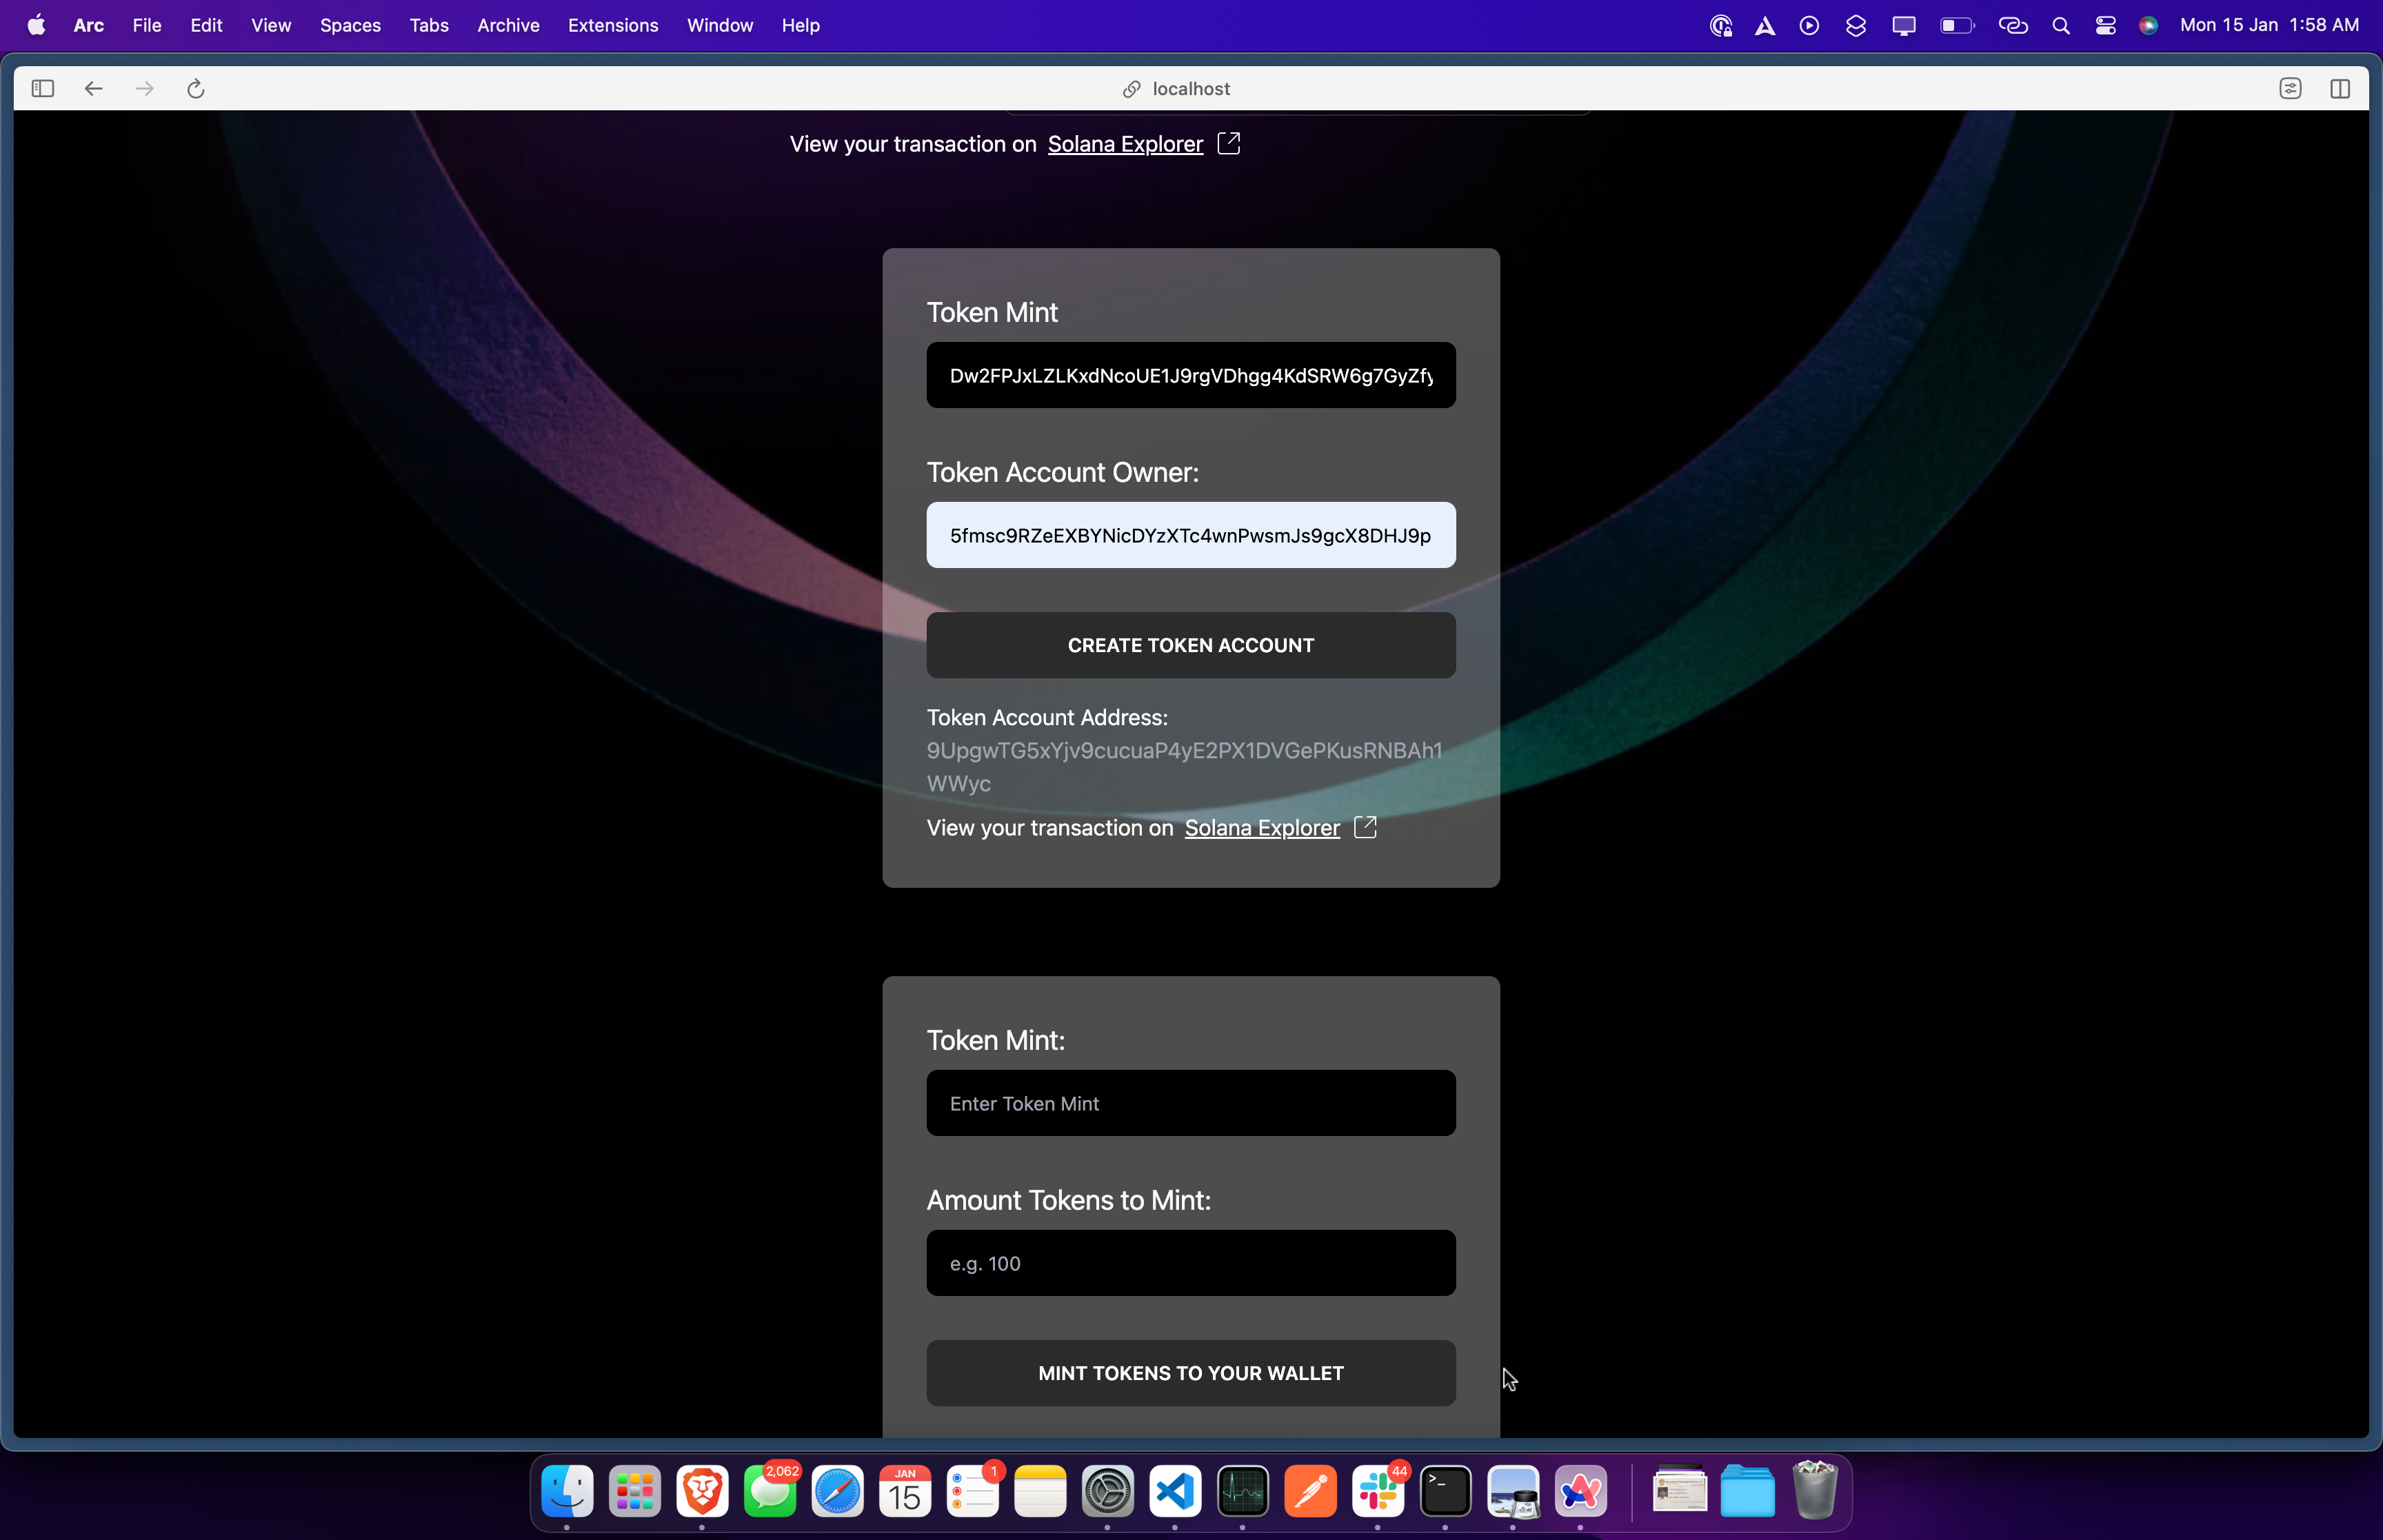 Arc File Edit View Spaces Tabs Archive Extensions Window Help Mon 15 Jan 1:58 AM
localhost
View your transaction on Solana Explorer
Token Mint
Dw2FPJxLZLKxdNcoUE1J9rgVDhgg4KdSRW6g7GyZfy
Token Account Owner:
5fmsc9RZeEXBYNicDYzXTc4wnPwsmJs9gcX8DHJ9p
CREATE TOKEN ACCOUNT
Token Account Address:
9UpgwTG5xYjv9cucuaP4yE2PX1DVGePKusRNBAh1
WWyc
View your transaction on Solana Explorer
Token Mint:
Enter Token Mint
Amount Tokens to Mint:
e.g. 100
MINT TOKENS TO YOUR WALLET
2,062
JAN
15
1
44